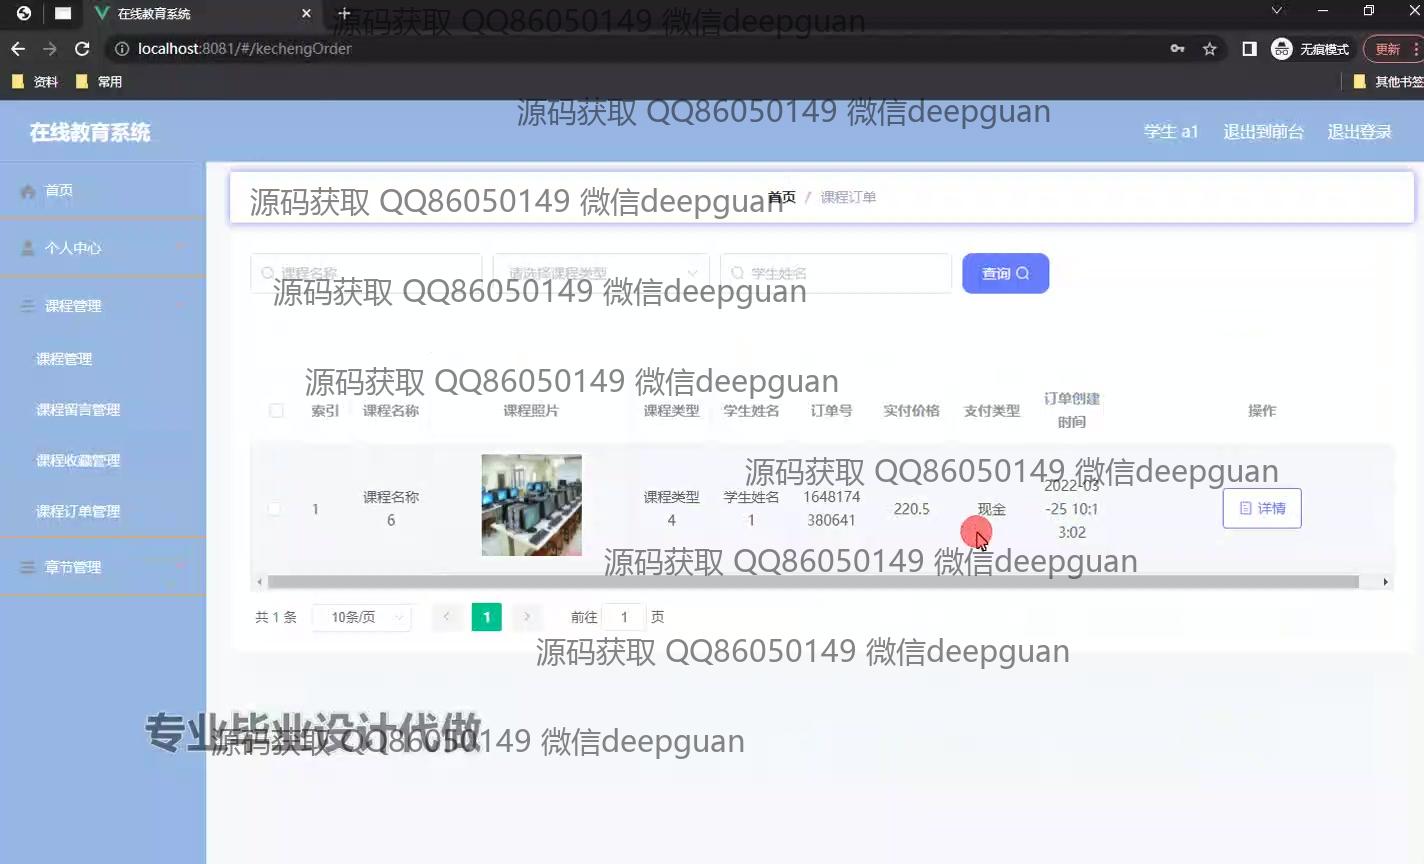 在线教育系统
源码获取 QQ86050149 微信deepguan
localhost:8081/#/kechengOrder
无痕模式
更新
资料
常用
其他书签
源码获取 QQ86050149 微信deepguan
在线教育系统
学生 a1
退出到前台
退出登录
首页
源码获取 QQ86050149 微信deepguan
首页 / 课程订单
个人中心
课程名称
请选择课程类型
学生姓名
查询
源码获取 QQ86050149 微信deepguan
课程管理
课程管理
源码获取 QQ86050149 微信deepguan
课程留言管理
索引
课程名称
课程照片
课程类型
学生姓名
订单号
实付价格
支付类型
订单创建
时间
操作
课程收藏管理
源码获取 QQ86050149 微信deepguan
课程订单管理
1
课程名称
6
课程类型
4
学生姓名
1
1648174
380641
220.5
现金
2022-03
-25 10:1
3:02
详情
章节管理
源码获取 QQ86050149 微信deepguan
共 1 条
10条/页
1
前往
1
页
源码获取 QQ86050149 微信deepguan
专业毕业设计代做
源码获取 QQ86050149 微信deepguan